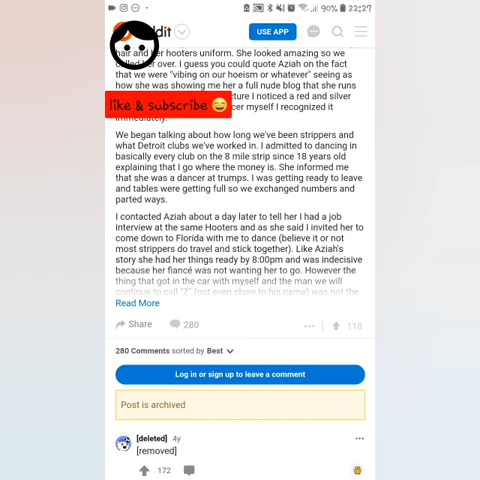 90% 22:27
reddit
USE APP
hair and her hooters uniform. She looked amazing so we
her over. I guess you could quote Aziah on the fact
that we were "vibing on our hoeism or whatever" seeing as
how she was showing me her a full nude blog that she runs
like & subscribe 😂
cture I noticed a red and silver
cer myself I recognized it
immediately.
We began talking about how long we've been strippers and
what Detroit clubs we've worked in. I admitted to dancing in
basically every club on the 8 mile strip since 18 years old
explaining that I go where the money is. She informed me
that she was a dancer at trumps. I was getting ready to leave
and tables were getting full so we exchanged numbers and
parted ways.
I contacted Aziah about a day later to tell her I had a job
interview at the same Hooters and as she said I invited her to
come down to Florida with me to dance (believe it or not
most strippers do travel and stick together). Like Aziah's
story she had her things ready by 8:00pm and was indecisive
because her fiancé was not wanting her to go. However the
thing that got in the car with myself and the man we will
continue to call "Z" (not even close to his name) was not the
Read More
Share 280 ... 118
280 Comments sorted by Best
Log in or sign up to leave a comment
Post is archived
[deleted] 4y ...
[removed]
172